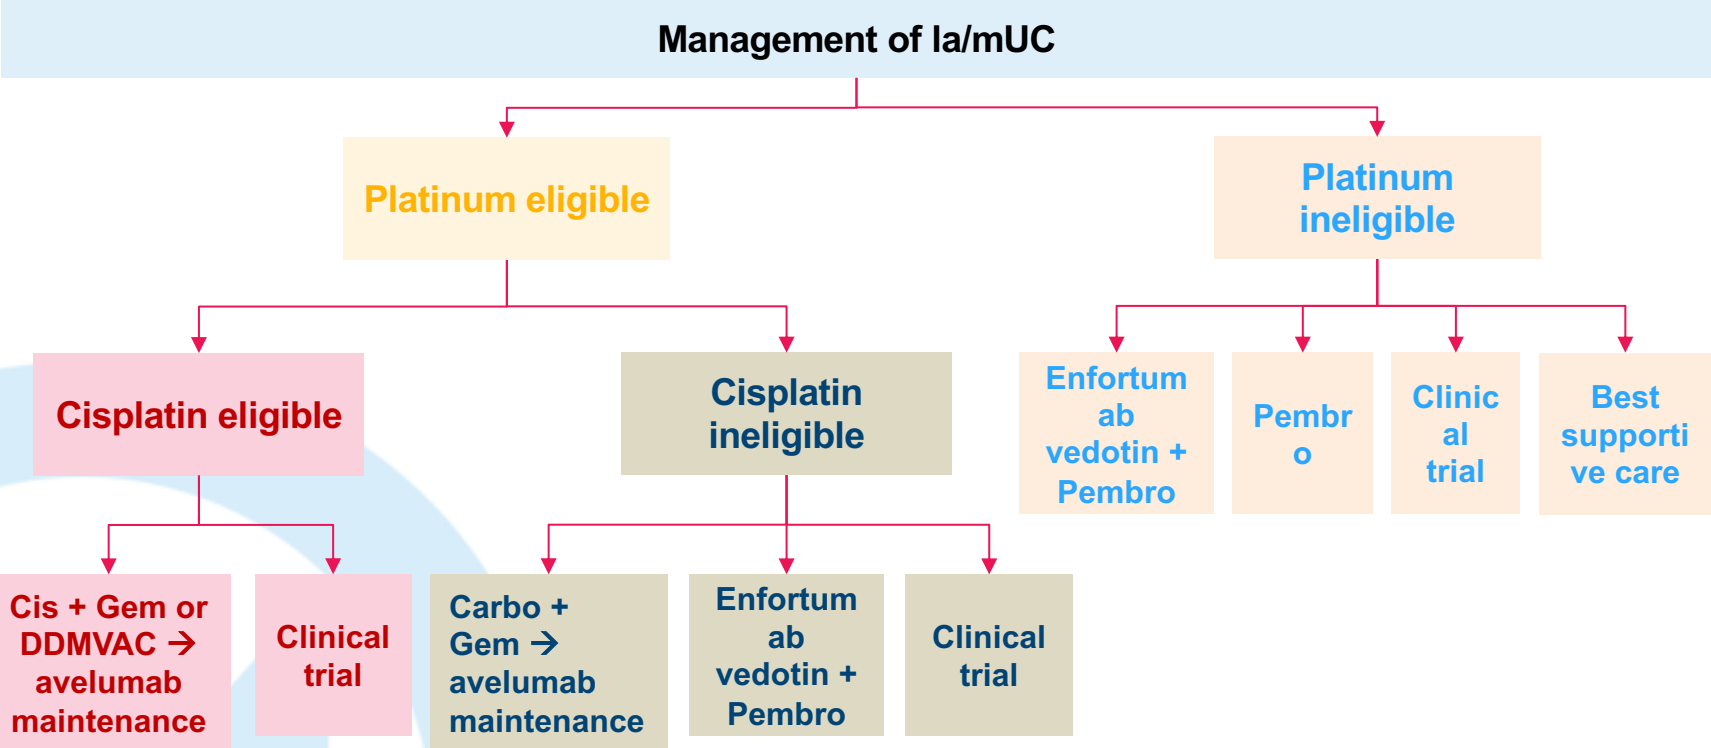 Management of la/mUC
Platinum eligible
Platinum
ineligible
Cisplatin eligible
Cisplatin
ineligible
Enfortum
ab
vedotin +
Pembro
Pembr
o
Clinic
al
trial
Best
supporti
ve care
Cis + Gem or
DDMVAC →
avelumab
maintenance
Clinical
trial
Carbo +
Gem →
avelumab
maintenance
Enfortum
ab
vedotin +
Pembro
Clinical
trial